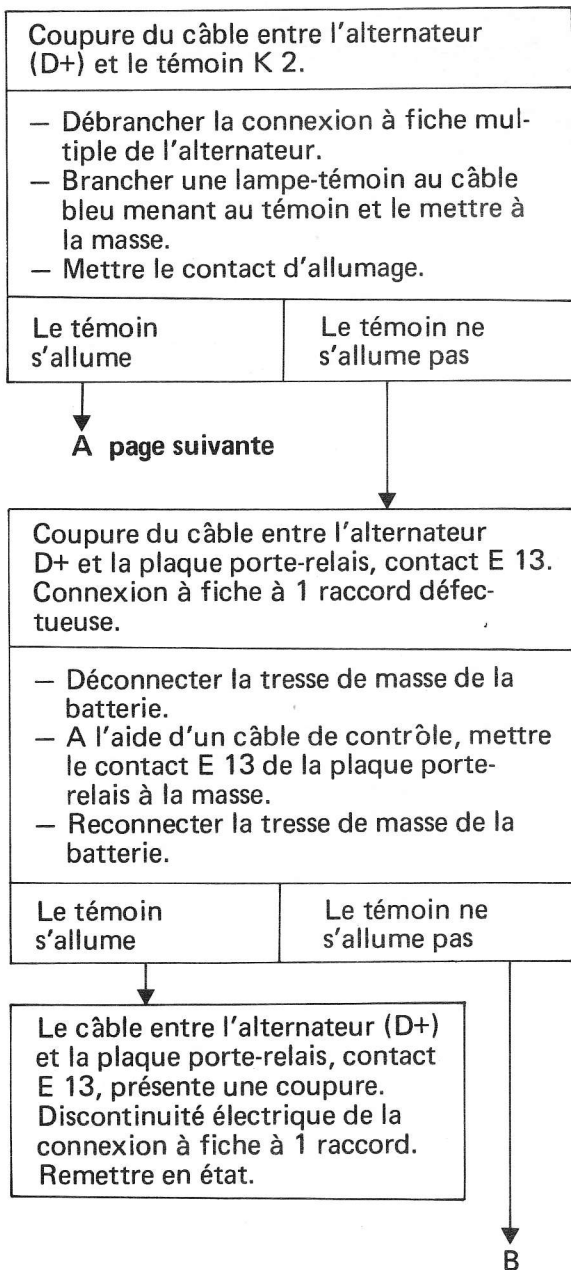 Coupure du câble entre l'alternateur
(D+) et le témoin K 2.
— Débrancher la connexion à fiche mul-
tiple de l'alternateur.
— Brancher une lampe-témoin au câble
bleu menant au témoin et le mettre à
la masse.
— Mettre le contact d'allumage.
Le témoin
s'allume
Le témoin ne
s'allume pas
A page suivante
Coupure du câble entre l'alternateur
D+ et la plaque porte-relais, contact E 13.
Connexion à fiche à 1 raccord défec-
tueuse.
— Déconnecter la tresse de masse de la
batterie.
— A l'aide d'un câble de contrôle, mettre
le contact E 13 de la plaque porte-
relais à la masse.
— Reconnecter la tresse de masse de la
batterie.
Le témoin
s'allume
Le témoin ne
s'allume pas
Le câble entre l'alternateur (D+)
et la plaque porte-relais, contact
E 13, présente une coupure.
Discontinuité électrique de la
connexion à fiche à 1 raccord.
Remettre en état.
B